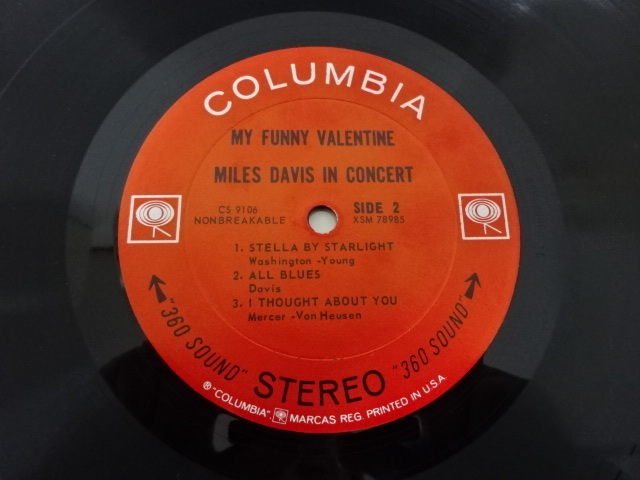 COLUMBIA
MY FUNNY VALENTINE
MILES DAVIS IN CONCERT
CS 9106
NONBREAKABLE
SIDE 2
XSM 78985
1. STELLA BY STARLIGHT
Washington -Young
2. ALL BLUES
Davis
3. I THOUGHT ABOUT YOU
Mercer -Van Heusen
"360 SOUND" STEREO "360 SOUND"
® "COLUMBIA", MARCAS REG. PRINTED IN U.S.A.